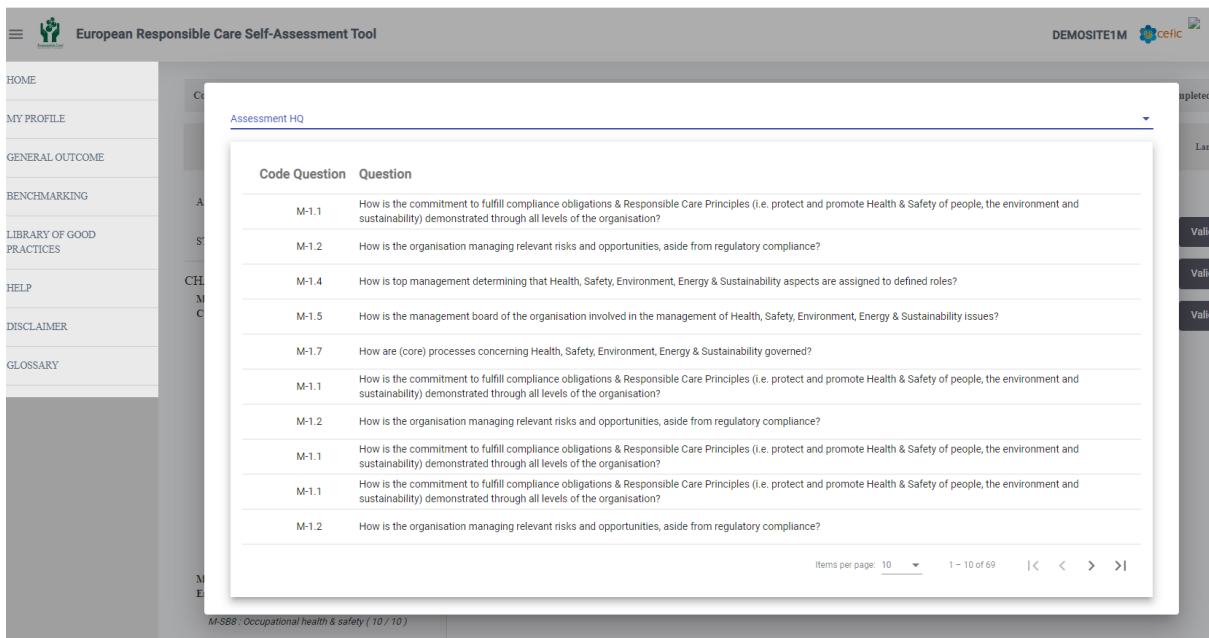 European Responsible Care Self-Assessment Tool
DEMOSITE1M
cefic
HOME
MY PROFILE
GENERAL OUTCOME
BENCHMARKING
LIBRARY OF GOOD
PRACTICES
HELP
DISCLAIMER
GLOSSARY
Assessment HQ
Code Question Question
M-1.1 How is the commitment to fulfill compliance obligations & Responsible Care Principles (i.e. protect and promote Health & Safety of people, the environment and
sustainability) demonstrated through all levels of the organisation?
M-1.2 How is the organisation managing relevant risks and opportunities, aside from regulatory compliance?
M-1.4 How is top management determining that Health, Safety, Environment, Energy & Sustainability aspects are assigned to defined roles?
M-1.5 How is the management board of the organisation involved in the management of Health, Safety, Environment, Energy & Sustainability issues?
M-1.7 How are (core) processes concerning Health, Safety, Environment, Energy & Sustainability governed?
M-1.1 How is the commitment to fulfill compliance obligations & Responsible Care Principles (i.e. protect and promote Health & Safety of people, the environment and
sustainability) demonstrated through all levels of the organisation?
M-1.2 How is the organisation managing relevant risks and opportunities, aside from regulatory compliance?
M-1.1 How is the commitment to fulfill compliance obligations & Responsible Care Principles (i.e. protect and promote Health & Safety of people, the environment and
sustainability) demonstrated through all levels of the organisation?
M-1.1 How is the commitment to fulfill compliance obligations & Responsible Care Principles (i.e. protect and promote Health & Safety of people, the environment and
sustainability) demonstrated through all levels of the organisation?
M-1.2 How is the organisation managing relevant risks and opportunities, aside from regulatory compliance?
Items per page: 10 1 – 10 of 69
M-SB8 : Occupational health & safety ( 10 / 10 )